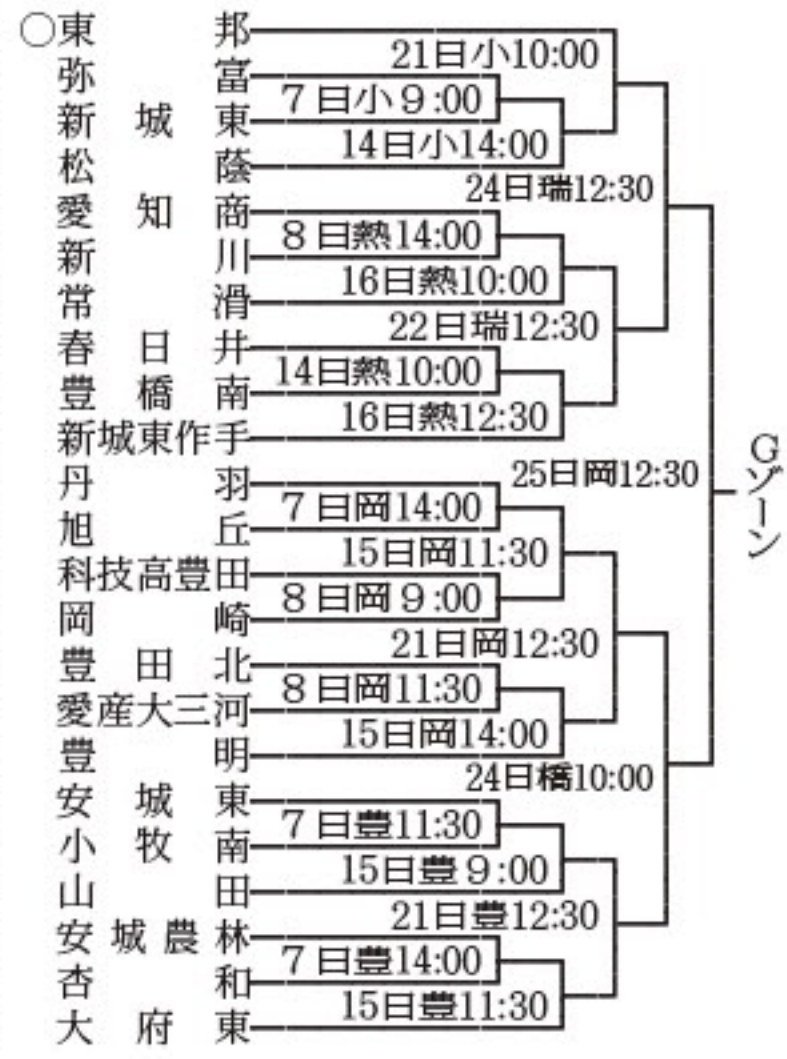 ○東邦
21日小10:00
弥富
7日小9:00
新城東
14日小14:00
松蔭
24日瑞12:30
愛知商
8日熱14:00
新川
16日熱10:00
常滑
22日瑞12:30
春日井
14日熱10:00
豊橋南
16日熱12:30
新城東作手
25日岡12:30
Gゾーン
丹羽
7日岡14:00
旭丘
15日岡11:30
科技高豊田
8日岡9:00
岡崎
21日岡12:30
豊田北
8日岡11:30
愛産大三河
15日岡14:00
豊明
24日橋10:00
安城東
7日豊11:30
小牧南
15日豊9:00
山田
21日豊12:30
安城農林
7日豊14:00
杏和
15日豊11:30
大府東